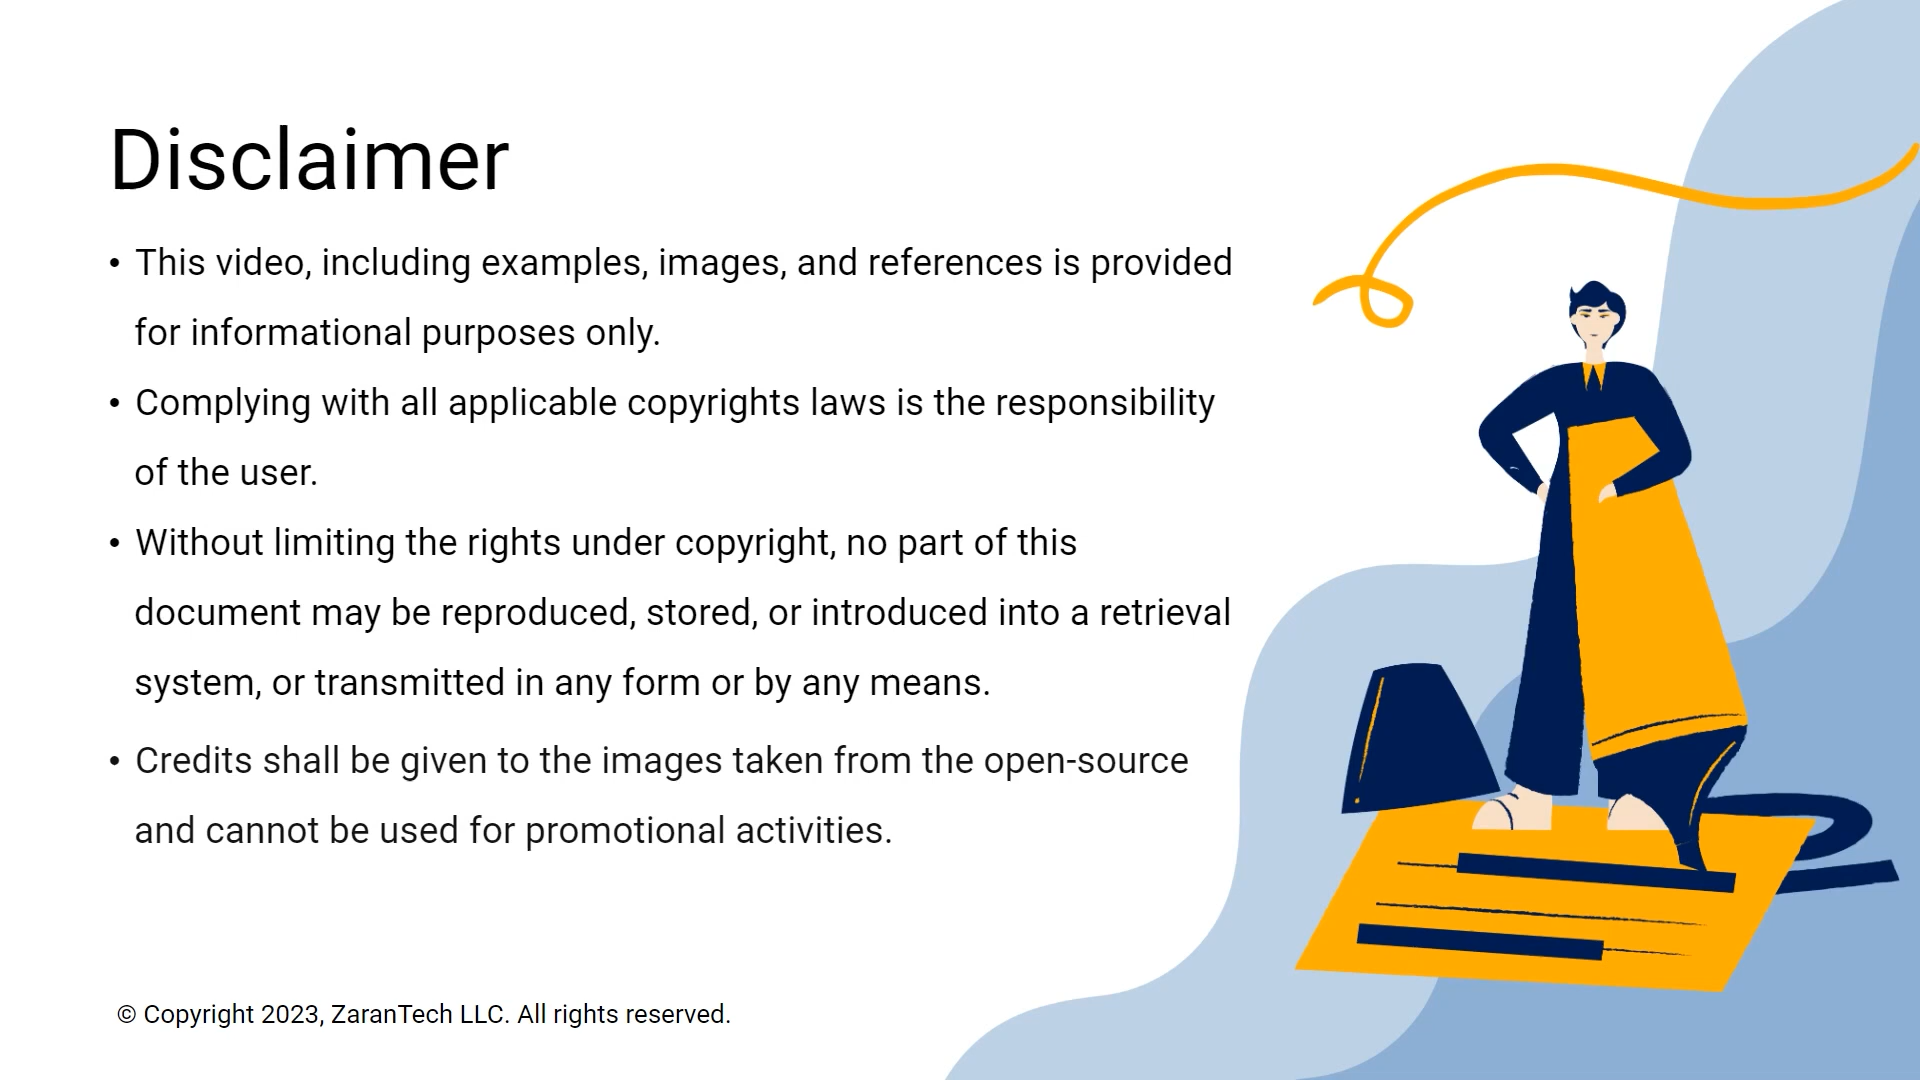 Disclaimer
• This video, including examples, images, and references is provided
for informational purposes only.
• Complying with all applicable copyrights laws is the responsibility
of the user.
• Without limiting the rights under copyright, no part of this
document may be reproduced, stored, or introduced into a retrieval
system, or transmitted in any form or by any means.
• Credits shall be given to the images taken from the open-source
and cannot be used for promotional activities.
© Copyright 2023, ZaranTech LLC. All rights reserved.